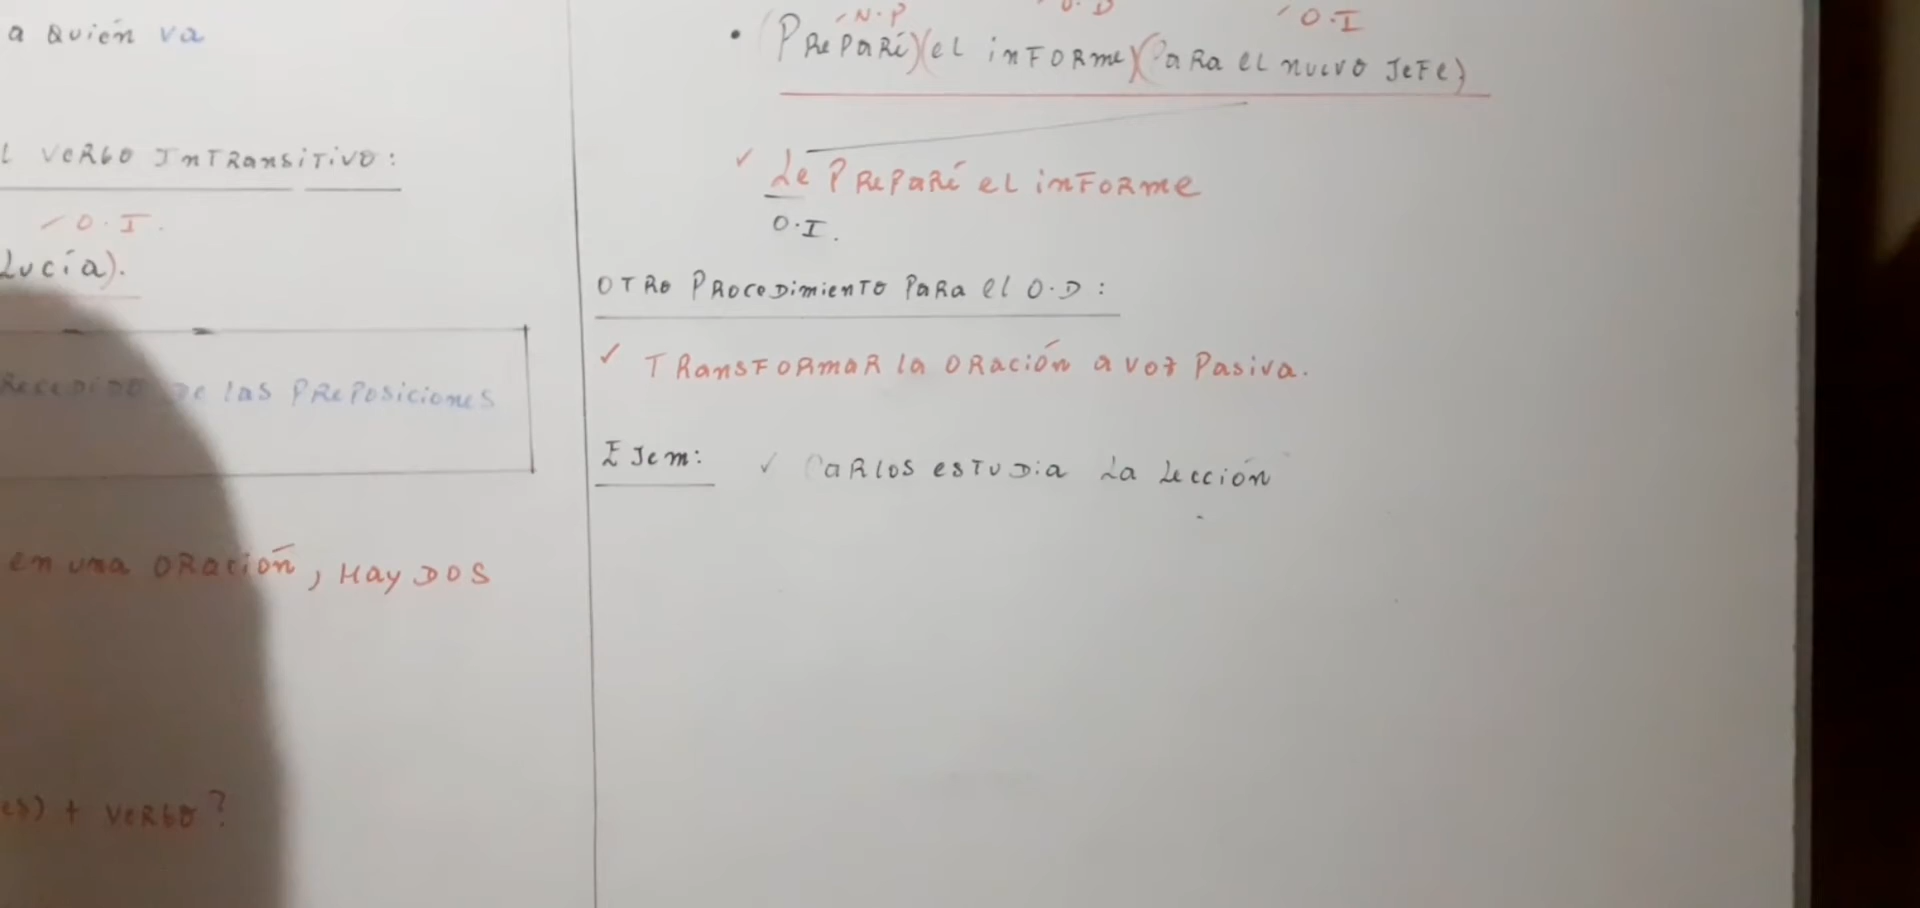 a Quién va
l VERbO INTRANSITIVO:
O.I.
Lucía).
PRECEDIDO DE las PREPOSICIONES
en una ORACIÓN, HAY DOS
es) + VERbO?
N.P O.D O.I
• PREPARÉ)(el INFORME)(PARA el NUEVO JEFE)
✓ Le PREPARÉ el INFORME
O.I.
OTRO PROCEDIMIENTO PARA El O.D:
✓ TRANSFORMAR la ORACIÓN a VOZ PASIVA.
EJEM: ✓ CARLOS ESTUDIA La Lección